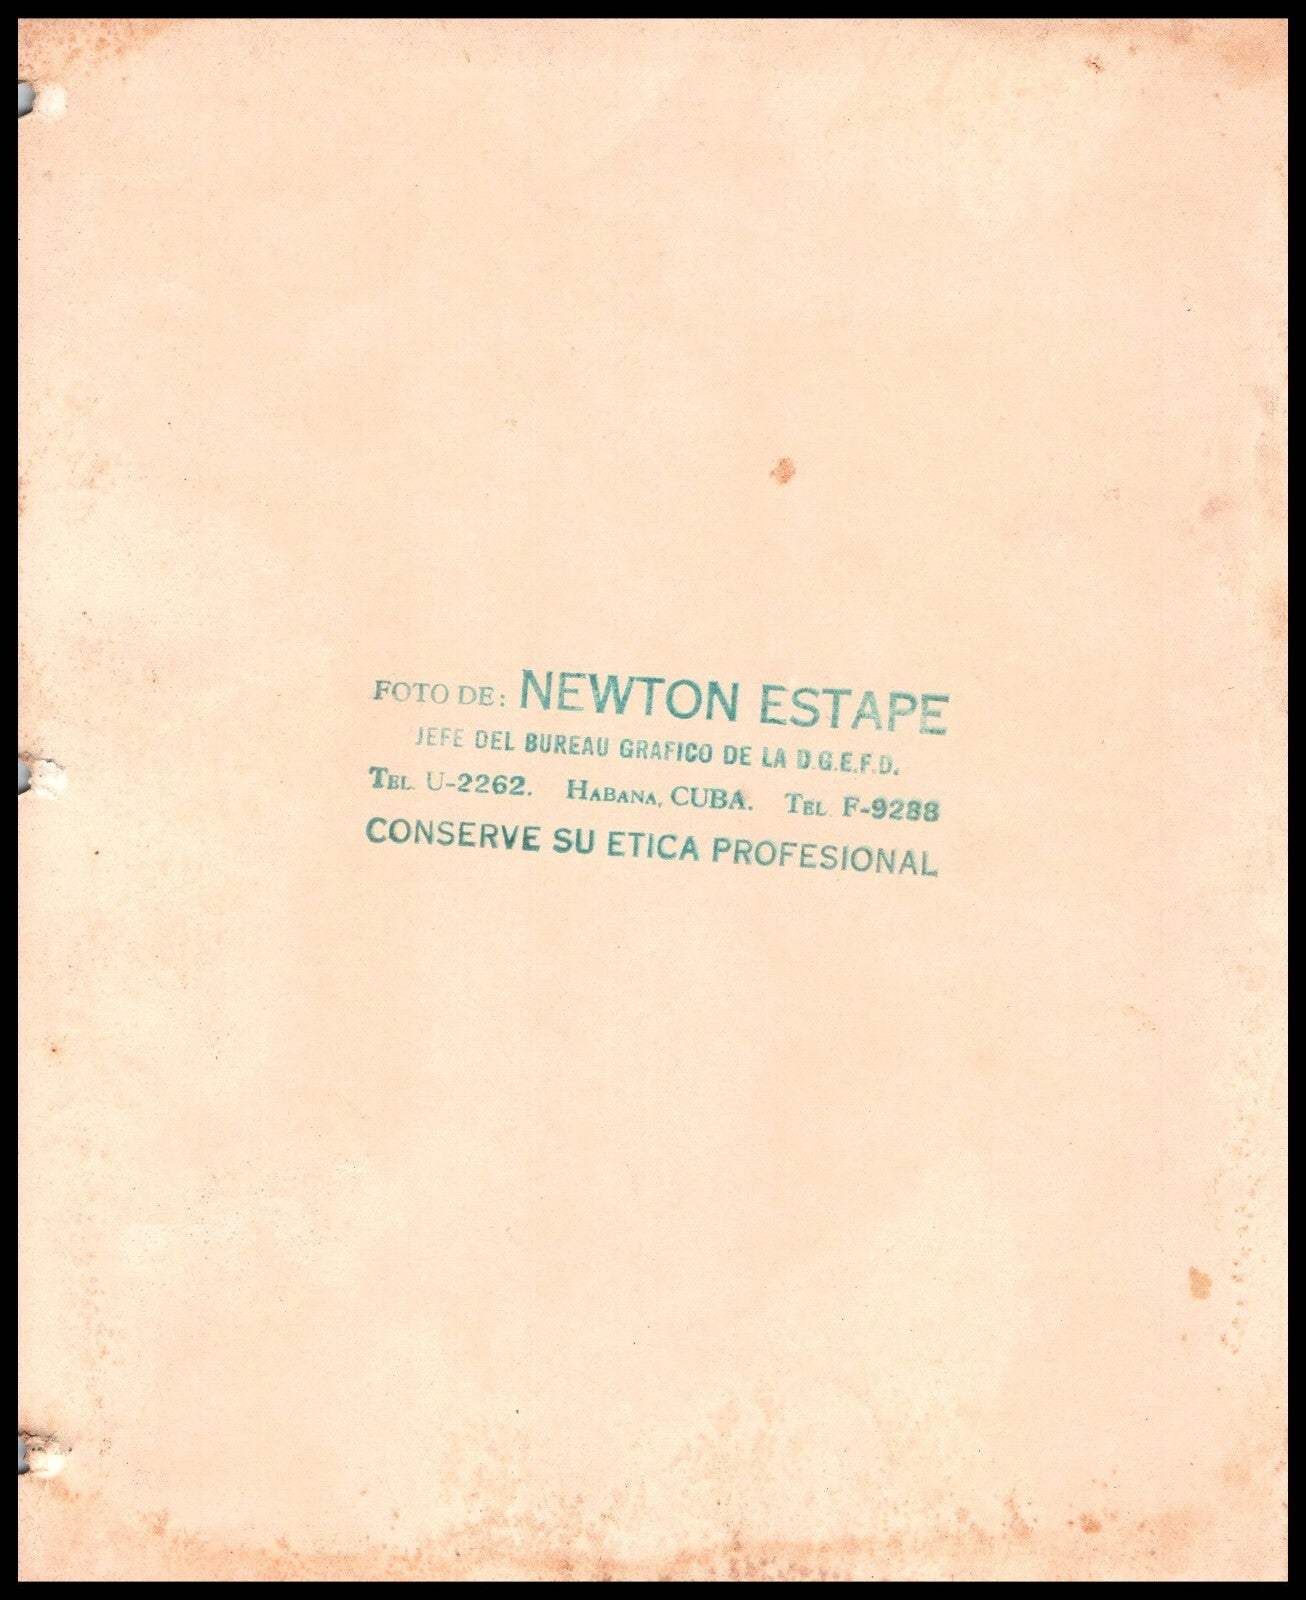 FOTO DE: NEWTON ESTAPE
JEFE DEL BUREAU GRAFICO DE LA D.G.E.F.D.
TEL. U-2262. HABANA, CUBA. TEL. F-9288
CONSERVE SU ETICA PROFESIONAL